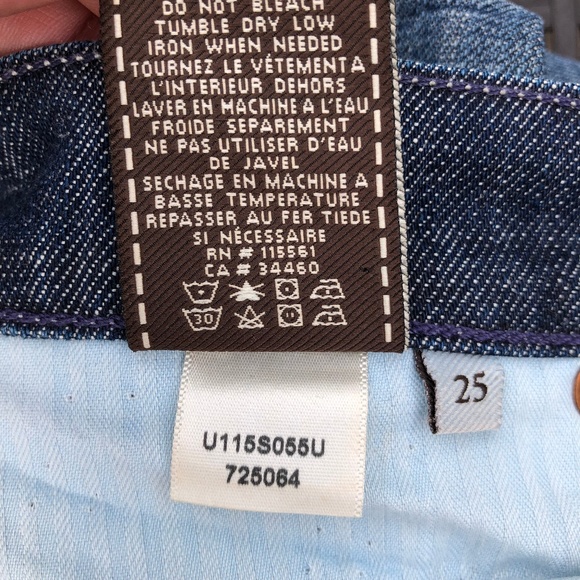 DO NOT BLEACH
TUMBLE DRY LOW
IRON WHEN NEEDED
TOURNEZ LE VÉTEMENT A
L'INTERIEUR DEHORS
LAVER EN MACHINE A L'EAU
FROIDE SEPAREMENT
NE PAS UTILISER D'EAU
DE JAVEL
SECHAGE EN MACHINE A
BASSE TEMPERATURE
REPASSER AU FER TIEDE
SI NÉCESSAIRE
RN # 115561
CA # 34460
30
25
U115S055U
725064